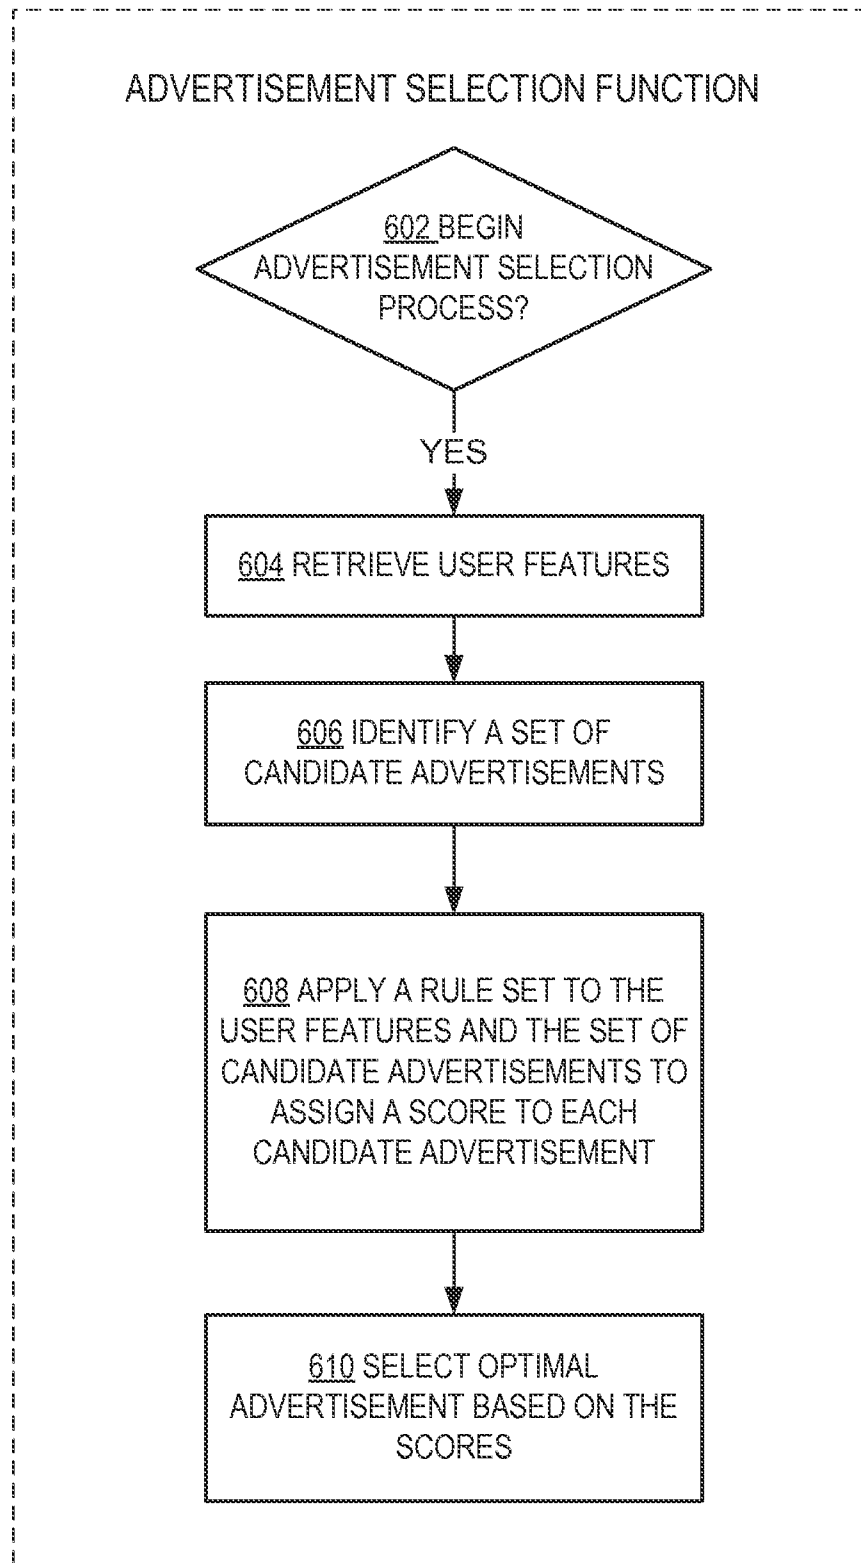 ADVERTISEMENT SELECTION FUNCTION
602 BEGIN
ADVERTISEMENT SELECTION
PROCESS?
YES
604 RETRIEVE USER FEATURES
606 IDENTIFY A SET OF
CANDIDATE ADVERTISEMENTS
608 APPLY A RULE SET TO THE
USER FEATURES AND THE SET OF
CANDIDATE ADVERTISEMENTS TO
ASSIGN A SCORE TO EACH
CANDIDATE ADVERTISEMENT
610 SELECT OPTIMAL
ADVERTISEMENT BASED ON THE
SCORES